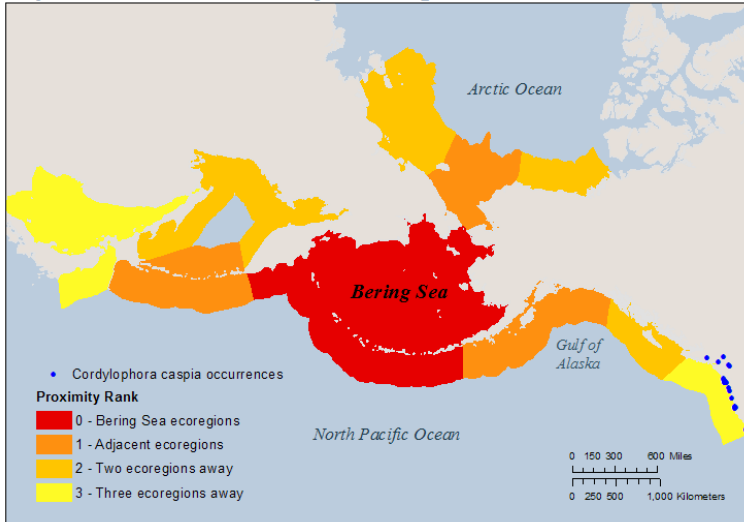 Arctic Ocean
Bering Sea
Gulf of
Alaska
Cordylophora caspia occurrences
Proximity Rank
0 - Bering Sea ecoregions
1 - Adjacent ecoregions
2 - Two ecoregions away
3 - Three ecoregions away
North Pacific Ocean
0 150 300 600 Miles
0 250 500 1,000 Kilometers